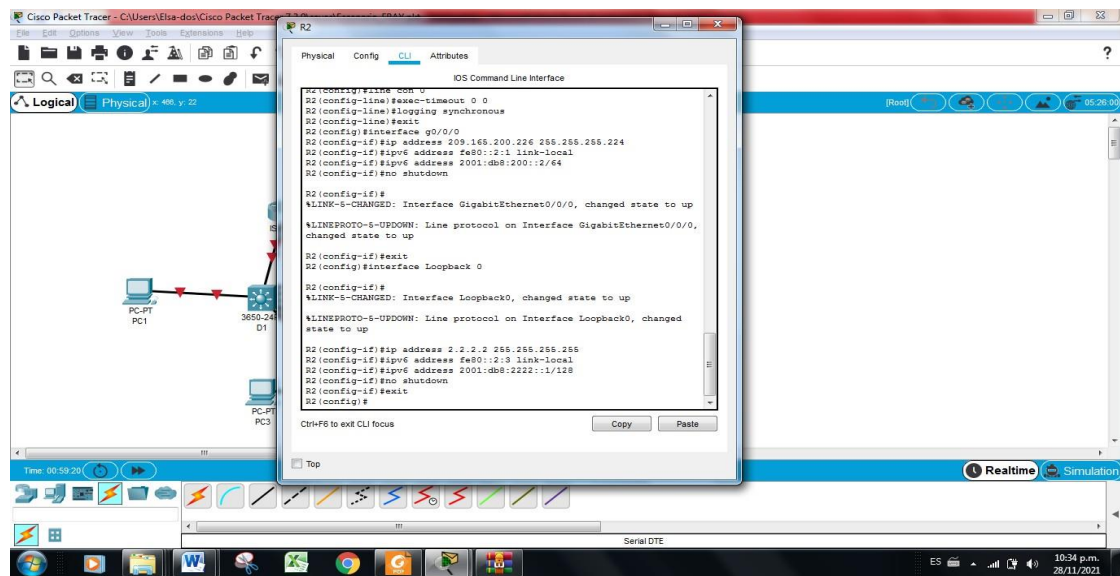 Cisco Packet Tracer - C:\Users\Elsa-dos\Cisco Packet Tracer
R2
File Edit Options View Tools Extensions Help
?
Physical Config CLI Attributes
IOS Command Line Interface
Logical Physical x: 466, y: 22
[Root] 05:26:00
R2(config)#line con 0
R2(config-line)#exec-timeout 0 0
R2(config-line)#logging synchronous
R2(config-line)#exit
R2(config)#interface g0/0/0
R2(config-if)#ip address 209.165.200.226 255.255.255.224
R2(config-if)#ipv6 address fe80::2:1 link-local
R2(config-if)#ipv6 address 2001:db8:200::2/64
R2(config-if)#no shutdown
R2(config-if)#
%LINK-5-CHANGED: Interface GigabitEthernet0/0/0, changed state to up
%LINEPROTO-5-UPDOWN: Line protocol on Interface GigabitEthernet0/0/0,
changed state to up
R2(config-if)#exit
R2(config)#interface Loopback 0
R2(config-if)#
%LINK-5-CHANGED: Interface Loopback0, changed state to up
%LINEPROTO-5-UPDOWN: Line protocol on Interface Loopback0, changed
state to up
R2(config-if)#ip address 2.2.2.2 255.255.255.255
R2(config-if)#ipv6 address fe80::2:3 link-local
R2(config-if)#ipv6 address 2001:db8:2222::1/128
R2(config-if)#no shutdown
R2(config-if)#exit
R2(config)#
PC-PT
PC1
3650-24
D1
PC-PT
PC3
Ctrl+F6 to exit CLI focus
Copy Paste
Top
Time: 00:59:20
Realtime Simulation
Serial DTE
ES
10:34 p.m.
28/11/2021